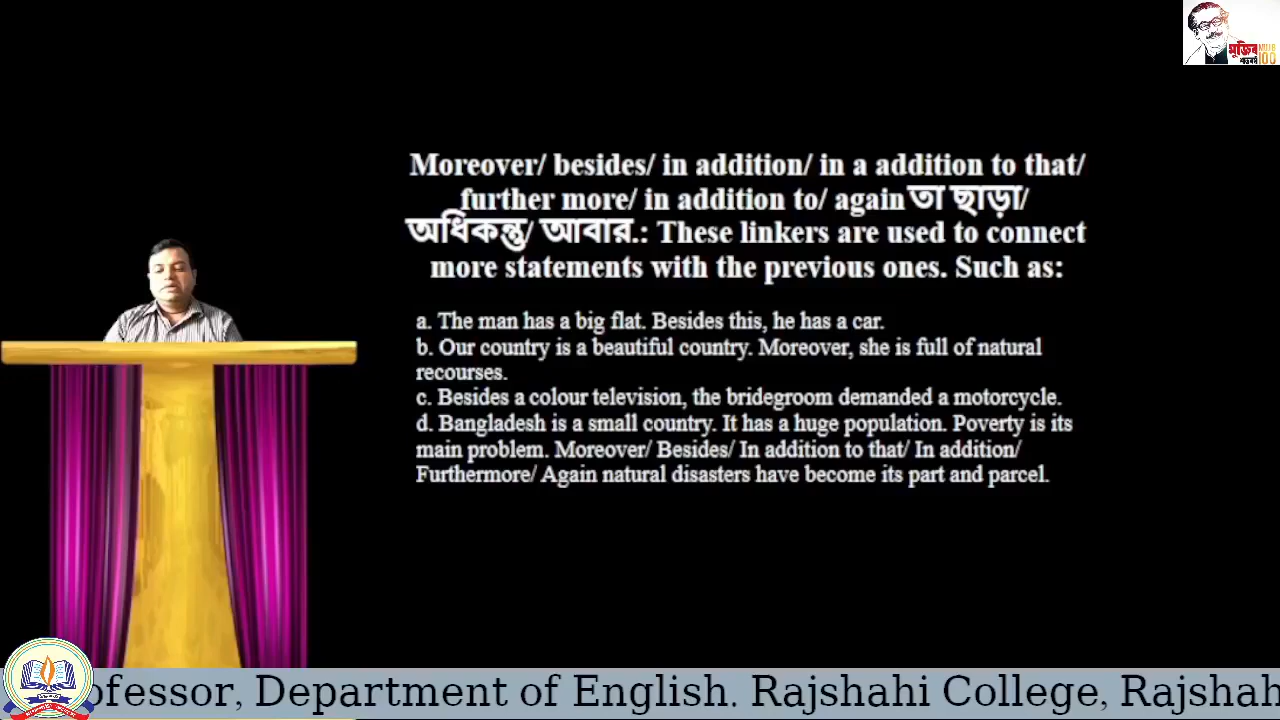 মুজিব MUJIB
শতবর্ষ 100
Moreover/ besides/ in addition/ in a addition to that/
further more/ in addition to/ again তা ছাড়া/
অধিকন্তু/ আবার.: These linkers are used to connect
more statements with the previous ones. Such as:
a. The man has a big flat. Besides this, he has a car.
b. Our country is a beautiful country. Moreover, she is full of natural
recourses.
c. Besides a colour television, the bridegroom demanded a motorcycle.
d. Bangladesh is a small country. It has a huge population. Poverty is its
main problem. Moreover/ Besides/ In addition to that/ In addition/
Furthermore/ Again natural disasters have become its part and parcel.
ofessor, Department of English. Rajshahi College, Rajshah